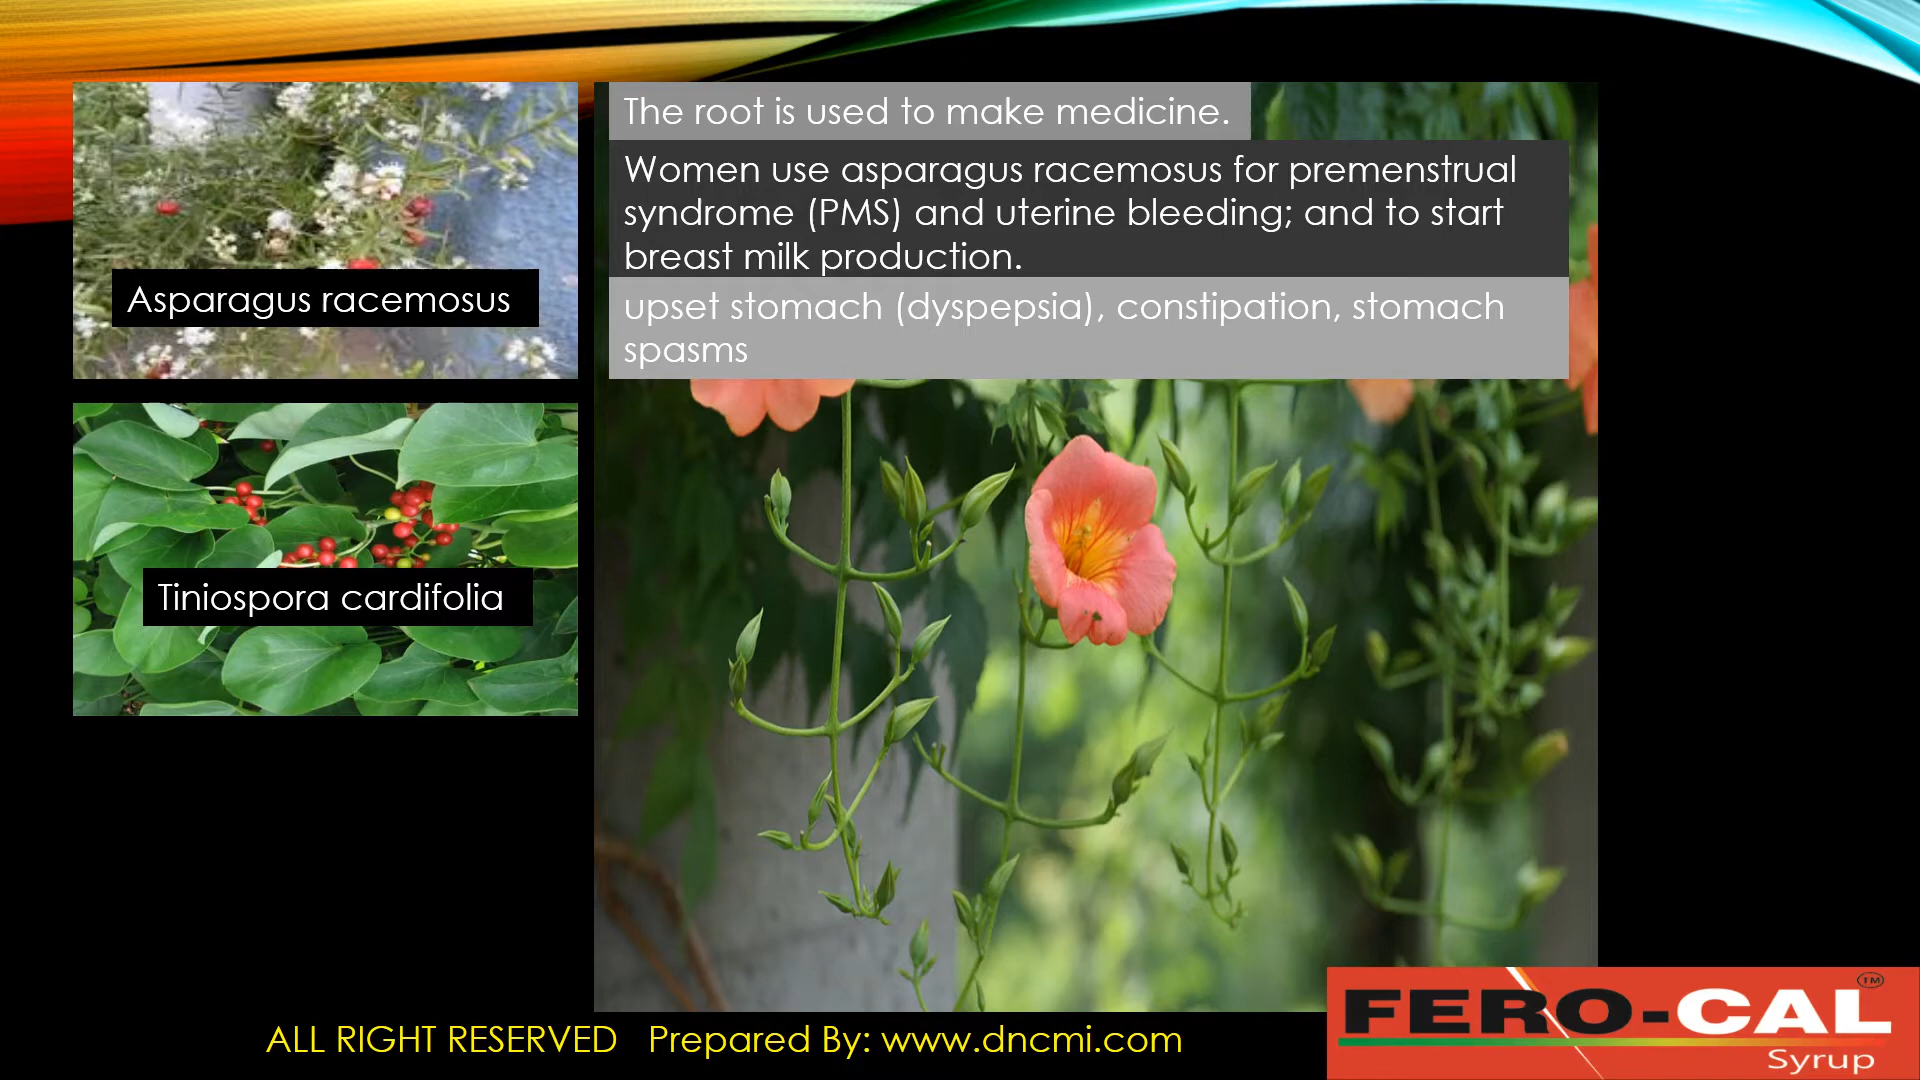 The root is used to make medicine.
Women use asparagus racemosus for premenstrual
syndrome (PMS) and uterine bleeding; and to start
breast milk production.
upset stomach (dyspepsia), constipation, stomach
spasms
Asparagus racemosus
Tiniospora cardifolia
ALL RIGHT RESERVED Prepared By: www.dncmi.com
FERO-CAL TM
Syrup